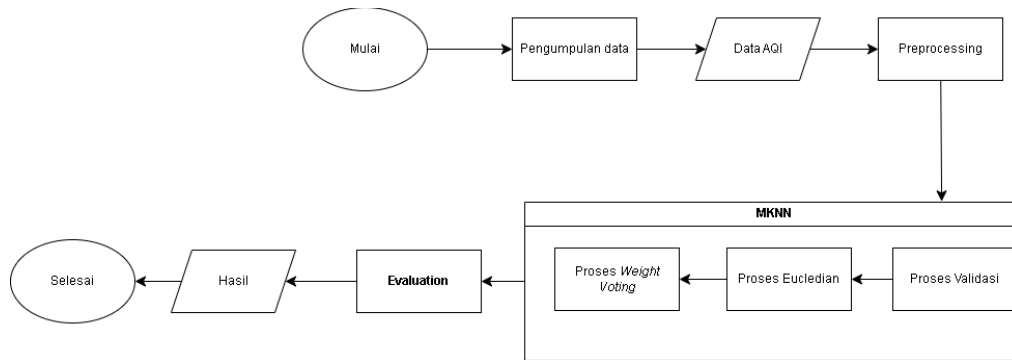 Mulai
Pengumpulan data
Data AQI
Preprocessing
MKNN
Proses Validasi
Proses Eucledian
Proses Weight
Voting
Evaluation
Hasil
Selesai